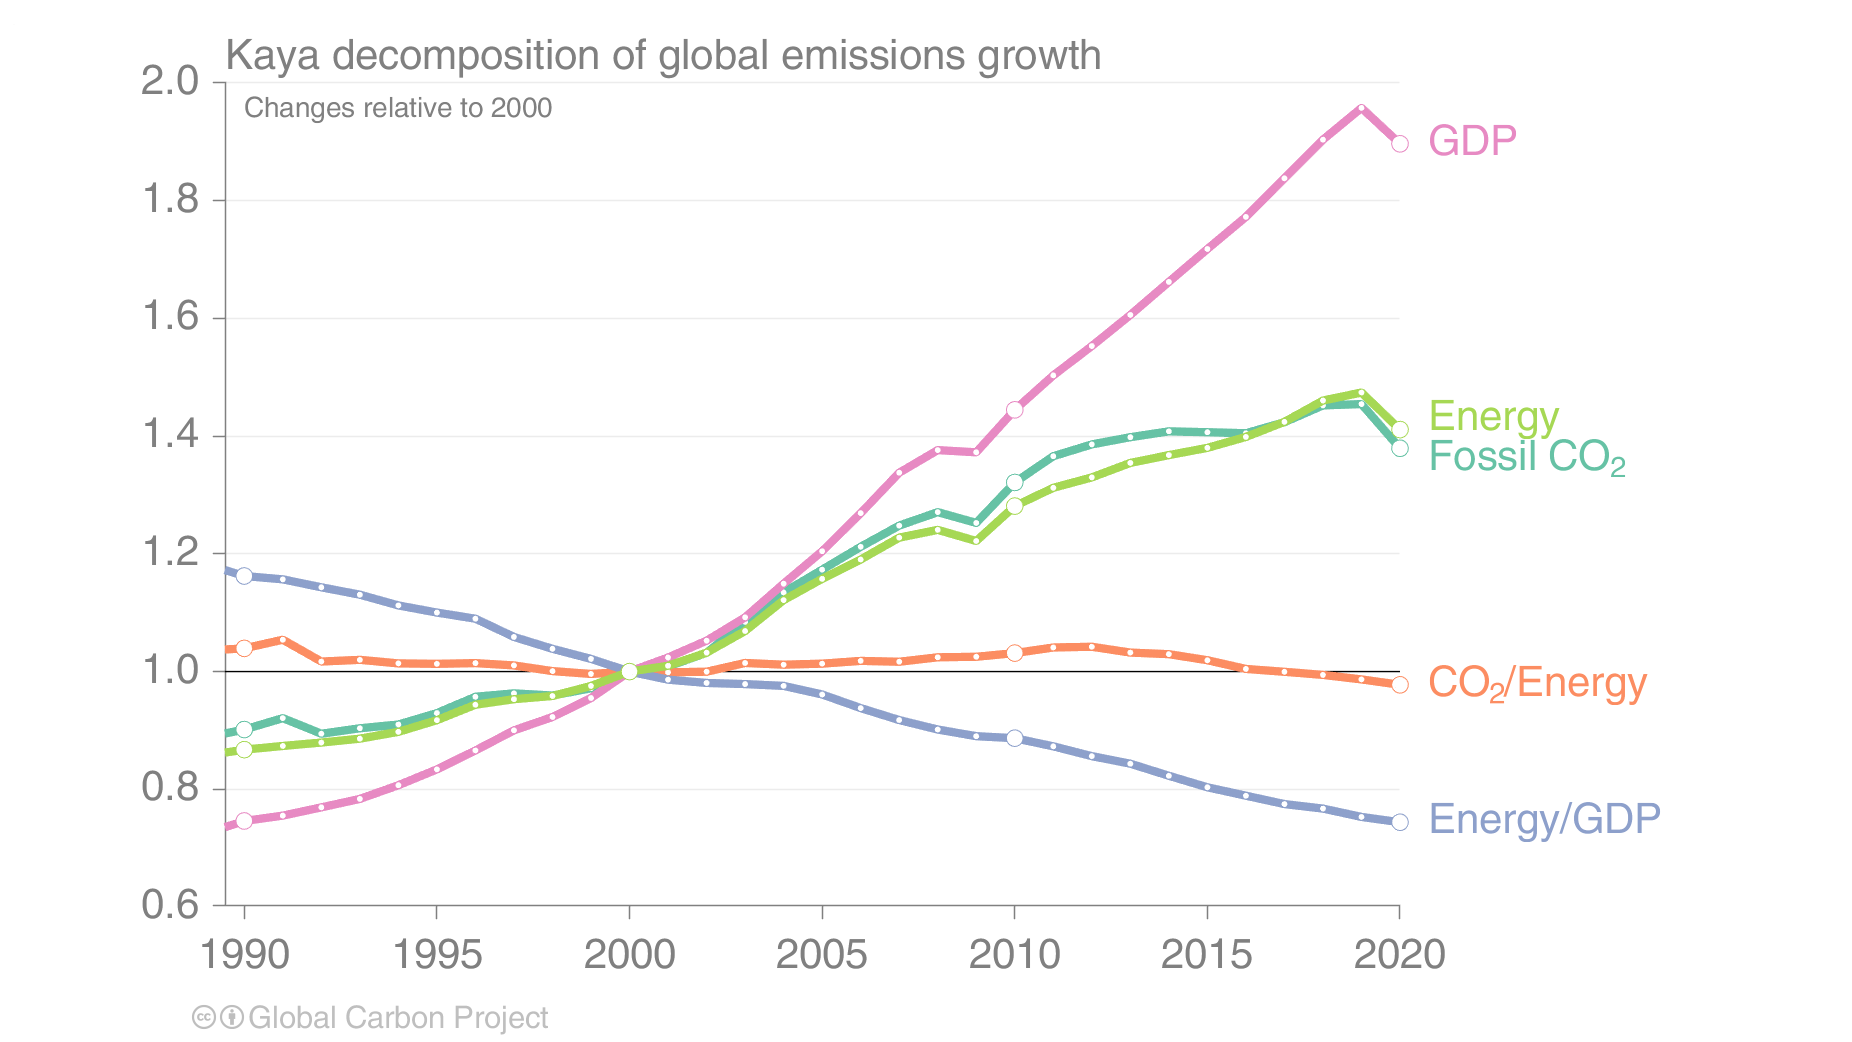 Kaya decomposition of global emissions growth
Changes relative to 2000
2.0
1.8
1.6
1.4
1.2
1.0
0.8
0.6
GDP
Energy
Fossil CO₂
CO₂/Energy
Energy/GDP
1990 1995 2000 2005 2010 2015 2020
cc Global Carbon Project